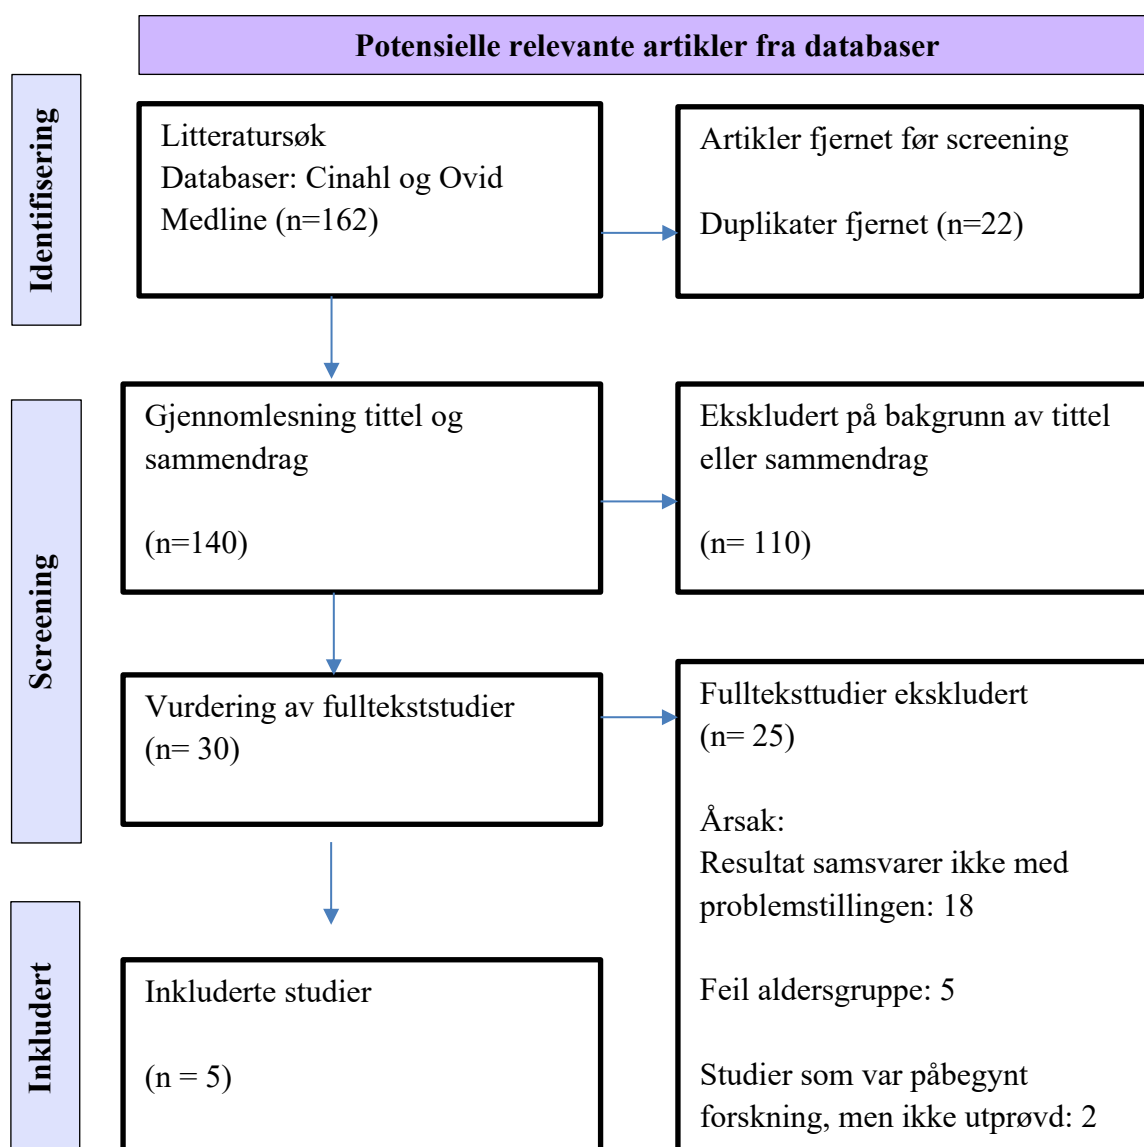 Potensielle relevante artikler fra databaser
Identifisering
Litteratursøk
Databaser: Cinahl og Ovid
Medline (n=162)
Artikler fjernet før screening
Duplikater fjernet (n=22)
Screening
Gjennomlesning tittel og
sammendrag
(n=140)
Ekskludert på bakgrunn av tittel
eller sammendrag
(n= 110)
Vurdering av fulltekststudier
(n= 30)
Fullteksttudier ekskludert
(n= 25)
Årsak:
Resultat samsvarer ikke med
problemstillingen: 18
Feil aldersgruppe: 5
Studier som var påbegynt
forskning, men ikke utprøvd: 2
Inkludert
Inkluderte studier
(n = 5)